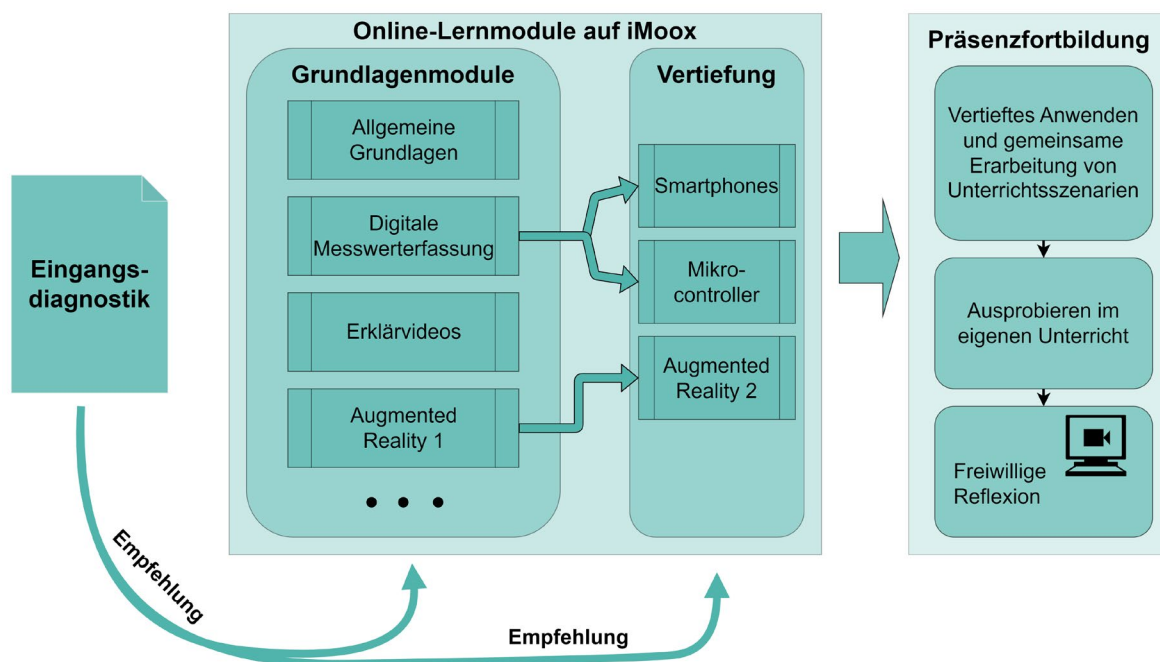 Eingangs-
diagnostik
Online-Lernmodule auf iMoox
Grundlagenmodule
Allgemeine
Grundlagen
Digitale
Messwerterfassung
Erklärvideos
Augmented
Reality 1
• • •
Vertiefung
Smartphones
Mikro-
controller
Augmented
Reality 2
Präsenzfortbildung
Vertieftes Anwenden
und gemeinsame
Erarbeitung von
Unterrichtsszenarien
Ausprobieren im
eigenen Unterricht
Freiwillige
Reflexion
Empfehlung
Empfehlung